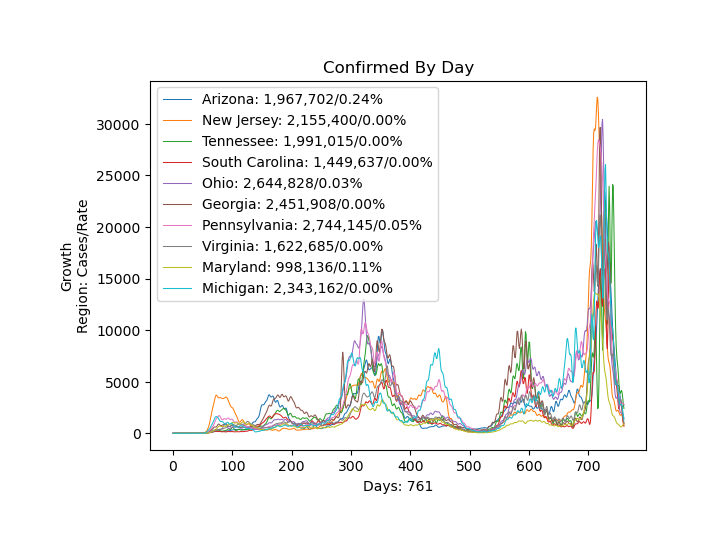 Confirmed By Day
Growth
Region: Cases/Rate
30000
25000
20000
15000
10000
5000
0
Arizona: 1,967,702/0.24%
New Jersey: 2,155,400/0.00%
Tennessee: 1,991,015/0.00%
South Carolina: 1,449,637/0.00%
Ohio: 2,644,828/0.03%
Georgia: 2,451,908/0.00%
Pennsylvania: 2,744,145/0.05%
Virginia: 1,622,685/0.00%
Maryland: 998,136/0.11%
Michigan: 2,343,162/0.00%
0 100 200 300 400 500 600 700
Days: 761